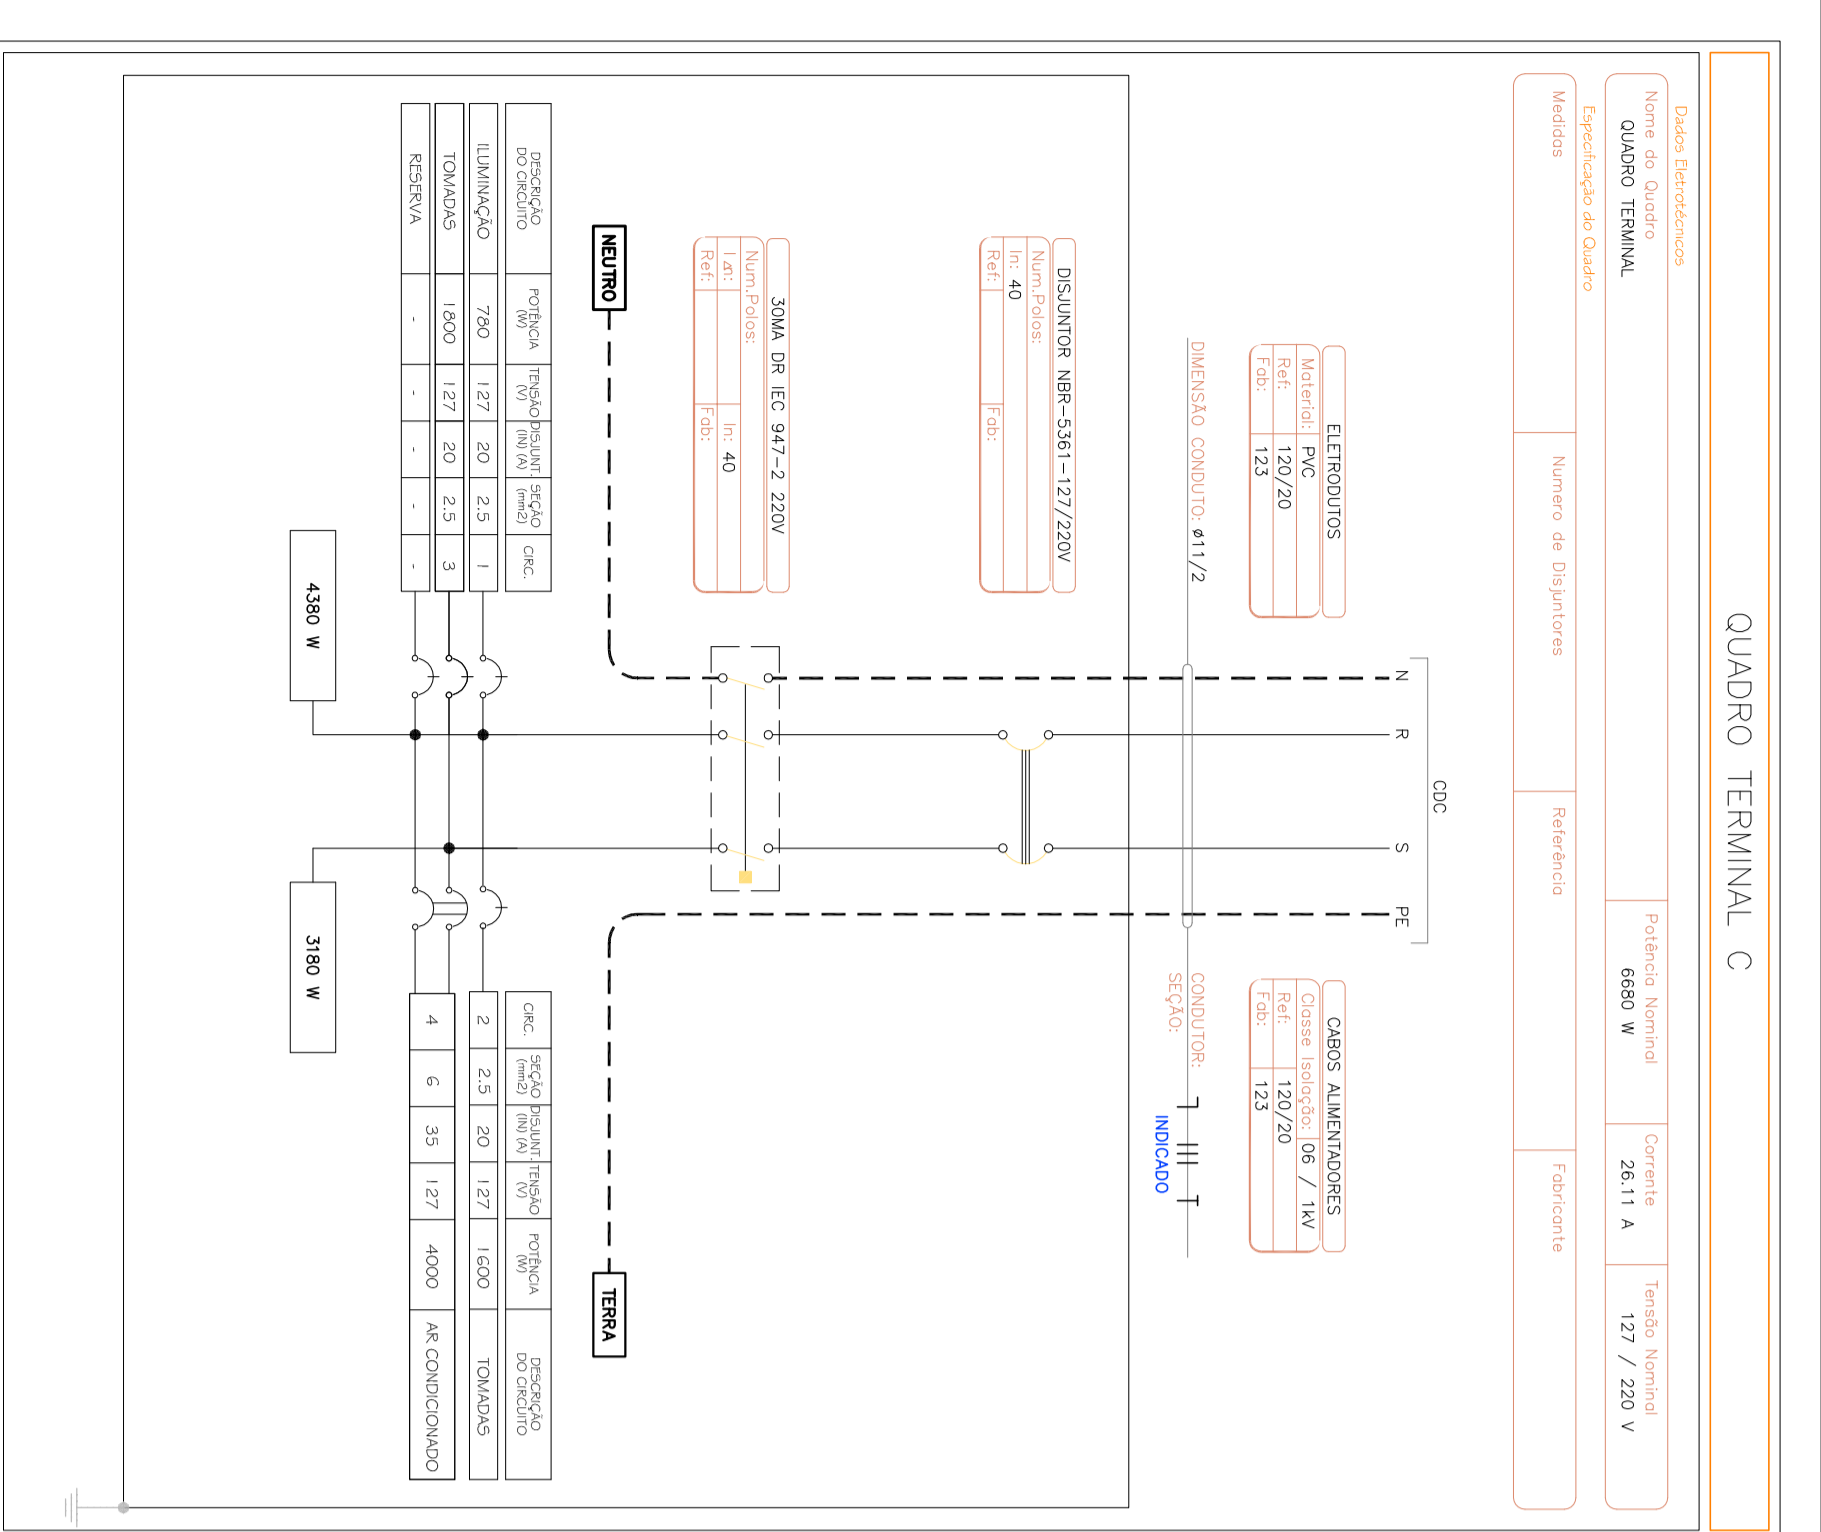 QUADRO TERMINAL C
Dados Eletrotécnicos
Nome do Quadro
QUADRO TERMINAL
Potência Nominal
6680 W
Corrente
26.11 A
Tensão Nominal
127 / 220 V
Especificação do Quadro
Medidas
Numero de Disjuntores
Referência
Fabricante
CDC
N
R
S
PE
ELETRODUTOS
Material: PVC
Ref: 120/20
Fab: 123
CABOS ALIMENTADORES
Classe Isolação: 06 / 1kV
Ref: 120/20
Fab: 123
DIMENSÃO CONDUTO: ø11/2
CONDUTOR:
SEÇÃO:
INDICADO
DISJUNTOR NBR-5361-127/220V
Num.Polos:
In: 40
Ref: Fab:
30MA DR IEC 947-2 220V
Num.Polos:
I∆n: In: 40
Ref: Fab:
NEUTRO
TERRA
DESCRIÇÃO DO CIRCUITO POTÊNCIA (W) TENSÃO (V) DISJUNT. (IN) (A) SEÇÃO (mm2) CIRC.
ILUMINAÇÃO 780 127 20 2.5 1
TOMADAS 1800 127 20 2.5 3
RESERVA - - - - -
CIRC. SEÇÃO (mm2) DISJUNT. (IN) (A) TENSÃO (V) POTÊNCIA (W) DESCRIÇÃO DO CIRCUITO
2 2.5 20 127 1600 TOMADAS
4 6 35 127 4000 AR CONDICIONADO
4380 W
3180 W